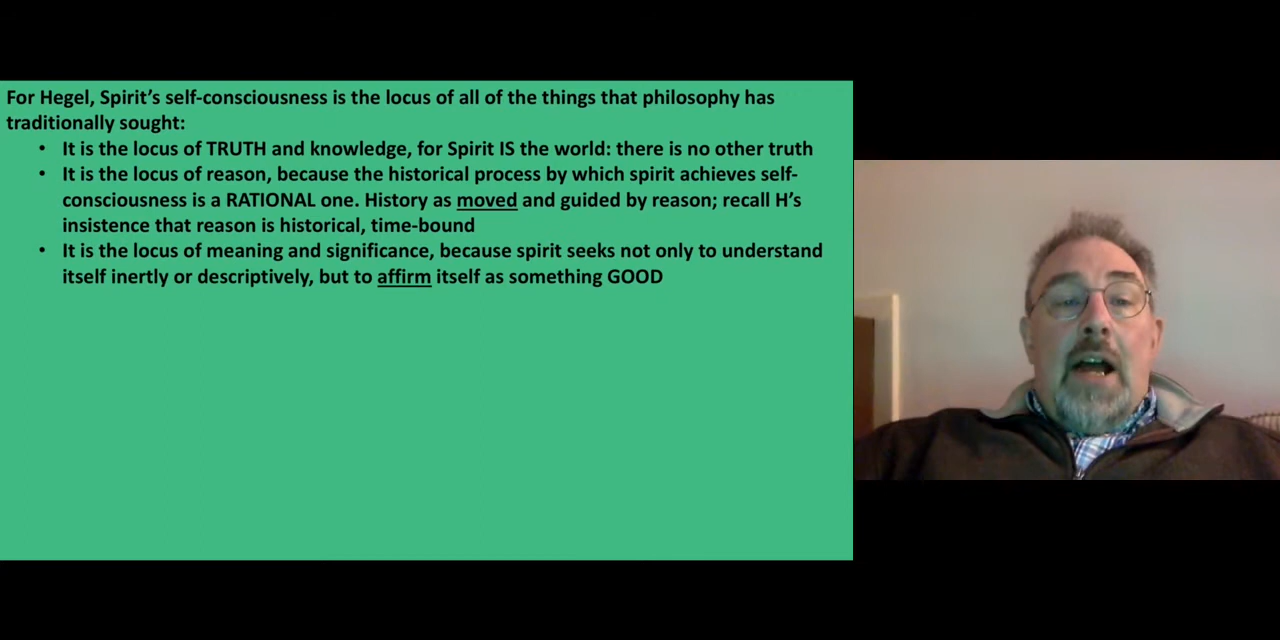 For Hegel, Spirit’s self-consciousness is the locus of all of the things that philosophy has
traditionally sought:
• It is the locus of TRUTH and knowledge, for Spirit IS the world: there is no other truth
• It is the locus of reason, because the historical process by which spirit achieves self-
consciousness is a RATIONAL one. History as moved and guided by reason; recall H’s
insistence that reason is historical, time-bound
• It is the locus of meaning and significance, because spirit seeks not only to understand
itself inertly or descriptively, but to affirm itself as something GOOD